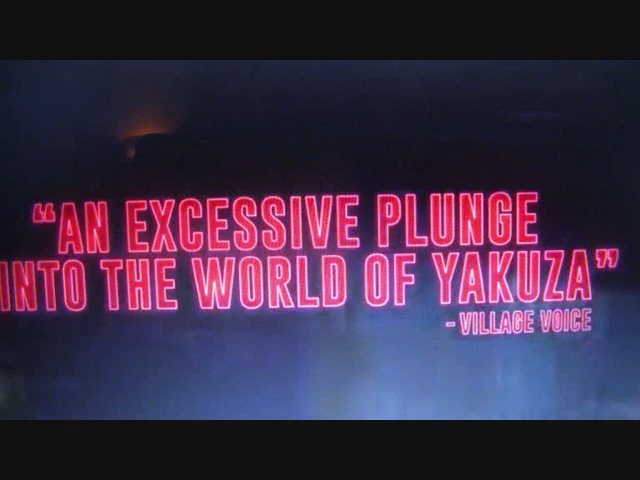 “AN EXCESSIVE PLUNGE
INTO THE WORLD OF YAKUZA”
- VILLAGE VOICE